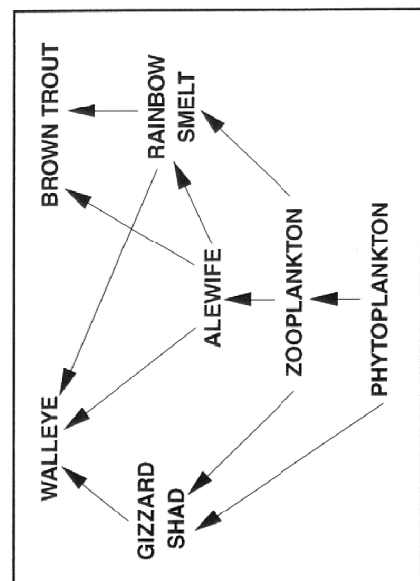 WALLEYE
BROWN TROUT
GIZZARD
SHAD
ALEWIFE
RAINBOW
SMELT
ZOOPLANKTON
PHYTOPLANKTON